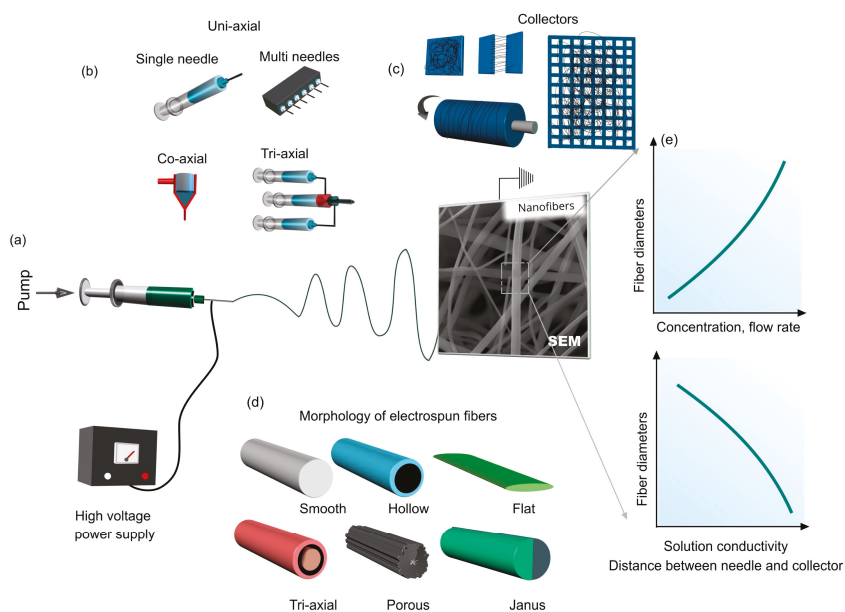 Uni-axial
(b)
Single needle
Multi needles
Co-axial
Tri-axial
Collectors
(c)
(a)
Pump
High voltage
power supply
Nanofibers
SEM
(d)
Morphology of electrospun fibers
Smooth
Hollow
Flat
Tri-axial
Porous
Janus
(e)
Fiber diameters
Concentration, flow rate
Fiber diameters
Solution conductivity
Distance between needle and collector